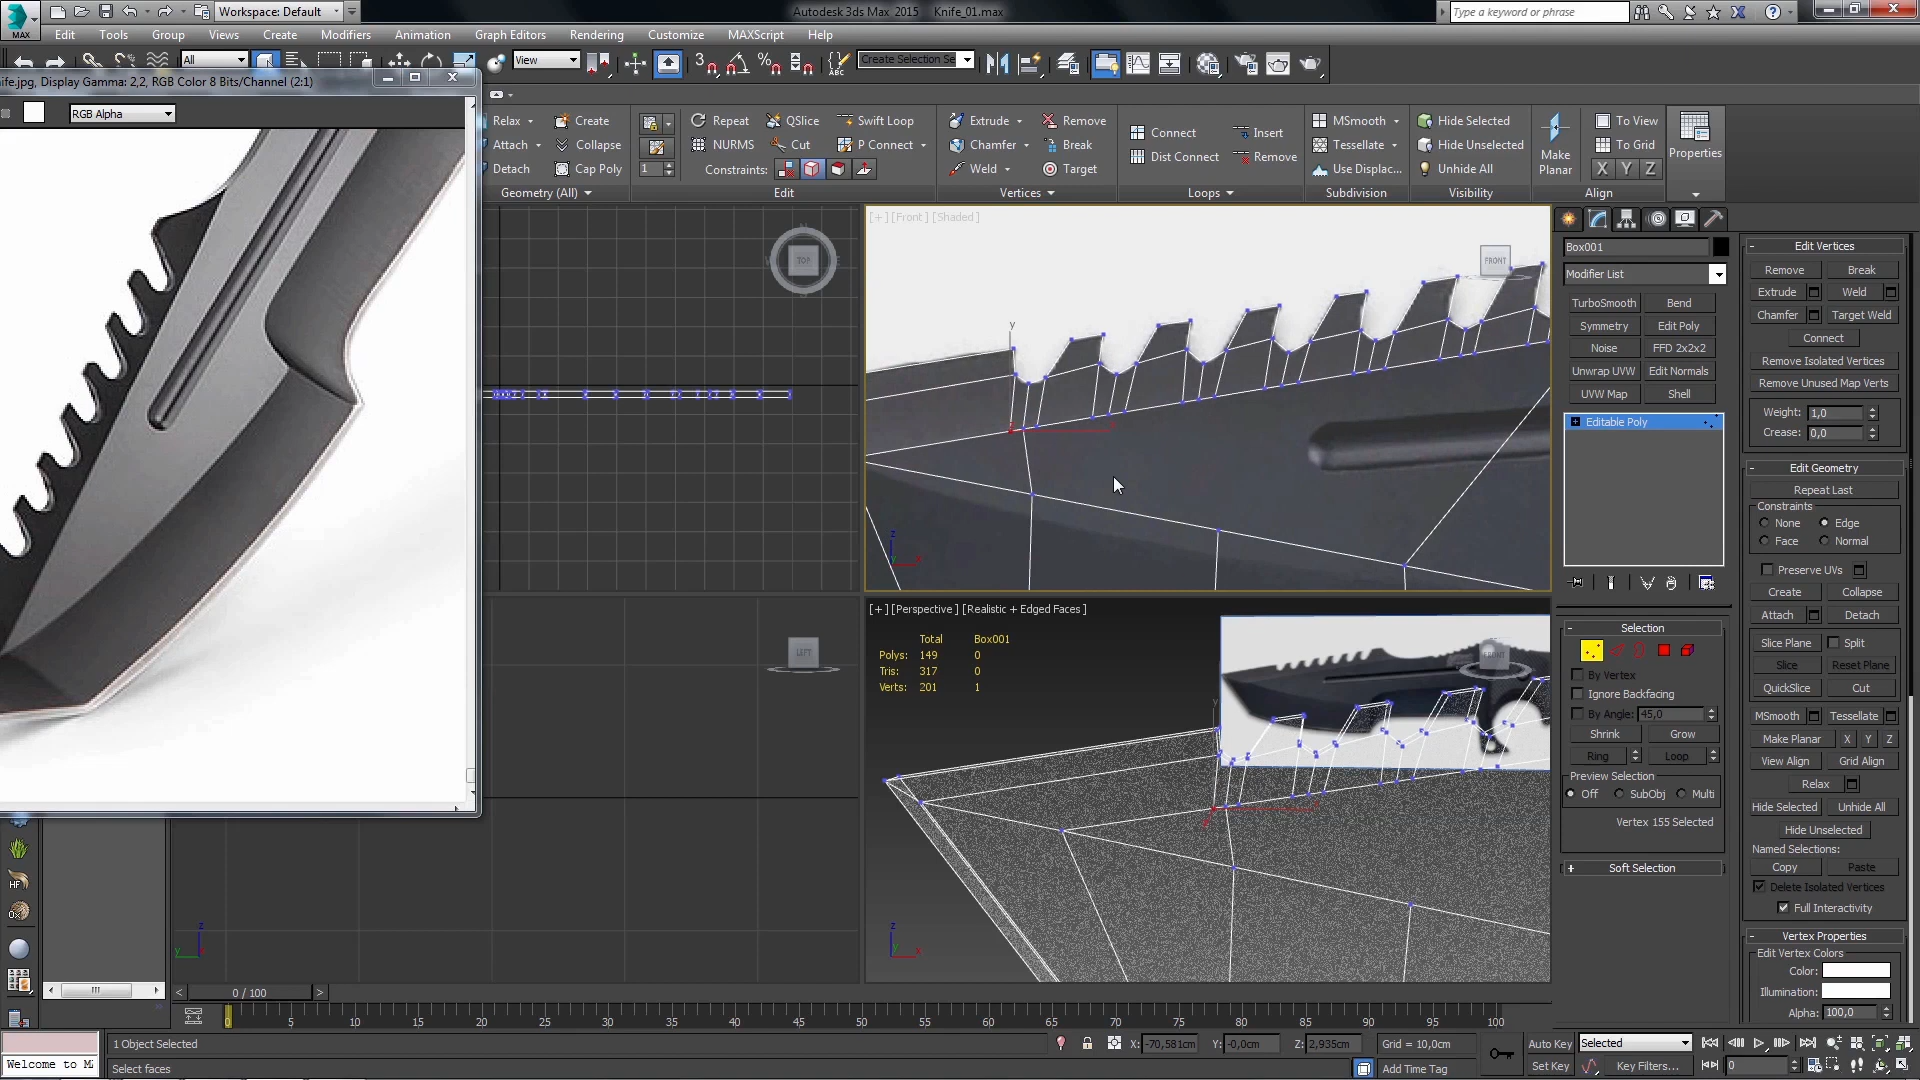 Workspace: Default
Autodesk 3ds Max 2015 Knife_01.max
Type a keyword or phrase
MAX
Edit Tools Group Views Create Modifiers Animation Graph Editors Rendering Customize MAXScript Help
All
View
Create Selection Se
ife.jpg, Display Gamma: 2,2, RGB Color 8 Bits/Channel (2:1)
RGB Alpha
Relax Create Repeat QSlice Swift Loop Extrude Remove Connect Insert MSmooth Hide Selected To View
Attach Collapse NURMS Cut P Connect Chamfer Break Dist Connect Remove Tessellate Hide Unselected To Grid
Detach Cap Poly 1 Constraints: Weld Target Use Displac... Unhide All Make Planar X Y Z Properties
Geometry (All) Edit Vertices Loops Subdivision Visibility Align
[+] [Front] [Shaded]
TOP
FRONT
y
z
LEFT
z
y
[+] [Perspective] [Realistic + Edged Faces]
Total Box001
Polys: 149 0
Tris: 317 0
Verts: 201 1
z
Box001
Modifier List
TurboSmooth Bend
Symmetry Edit Poly
Noise FFD 2x2x2
Unwrap UVW Edit Normals
UVW Map Shell
Editable Poly
Selection
By Vertex
Ignore Backfacing
By Angle: 45,0
Shrink Grow
Ring Loop
Preview Selection
Off SubObj Multi
Vertex 155 Selected
Soft Selection
Edit Vertices
Remove Break
Extrude Weld
Chamfer Target Weld
Connect
Remove Isolated Vertices
Remove Unused Map Verts
Weight: 1,0
Crease: 0,0
Edit Geometry
Repeat Last
Constraints
None Edge
Face Normal
Preserve UVs
Create Collapse
Attach Detach
Slice Plane Split
Slice Reset Plane
QuickSlice Cut
MSmooth Tessellate
Make Planar X Y Z
View Align Grid Align
Relax
Hide Selected Unhide All
Hide Unselected
Named Selections:
Copy Paste
Delete Isolated Vertices
Full Interactivity
Vertex Properties
Edit Vertex Colors
Color:
Illumination:
Alpha: 100,0
HF
0 / 100
0 5 10 15 20 25 30 35 40 45 50 55 60 65 70 75 80 85 90 95 100
1 Object Selected X: -70,581cm Y: -0,0cm Z: 2,935cm Grid = 10,0cm Auto Key Selected
Welcome to M Select faces Add Time Tag Set Key Key Filters... 0